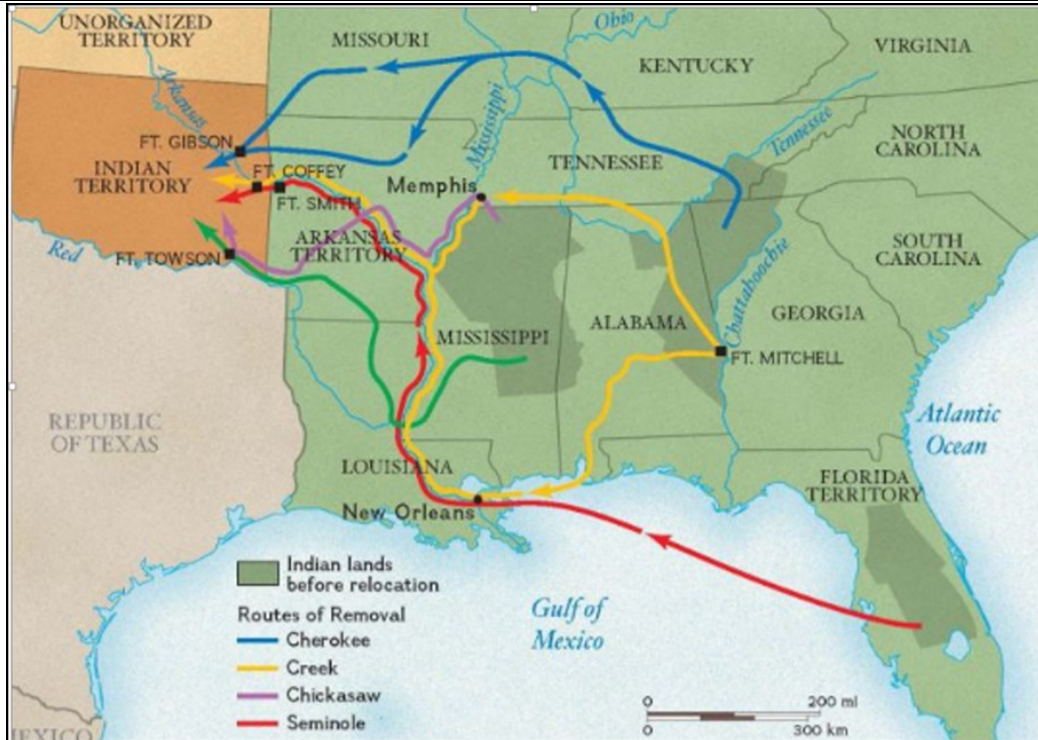 UNORGANIZED
TERRITORY
MISSOURI
Ohio
KENTUCKY
VIRGINIA
Arkansas
Mississippi
Tennessee
FT. GIBSON
NORTH
CAROLINA
INDIAN
TERRITORY
FT. COFFEY
TENNESSEE
Memphis
FT. SMITH
ARKANSAS
TERRITORY
Red
FT. TOWSON
SOUTH
CAROLINA
Chattahoochie
GEORGIA
MISSISSIPPI
ALABAMA
FT. MITCHELL
REPUBLIC
OF TEXAS
Atlantic
Ocean
LOUISIANA
FLORIDA
TERRITORY
New Orleans
Indian lands
before relocation
Routes of Removal
Cherokee
Creek
Chickasaw
Seminole
Gulf of
Mexico
0 200 mi
0 300 km